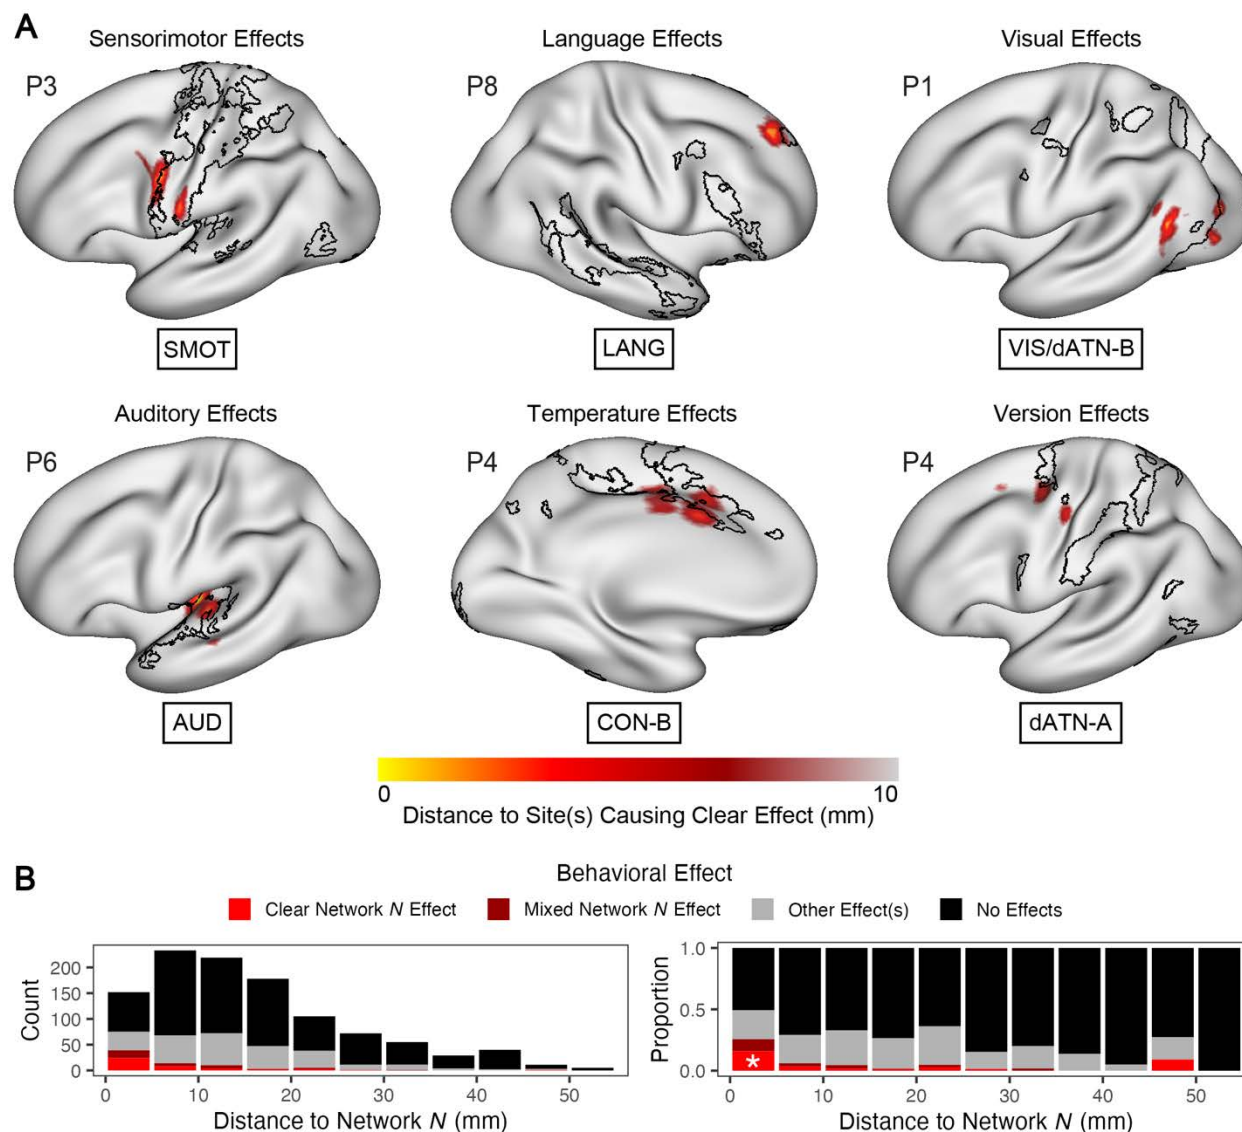 A
Sensorimotor Effects
Language Effects
Visual Effects
P3
P8
P1
SMOT
LANG
VIS/dATN-B
Auditory Effects
Temperature Effects
Version Effects
P6
P4
P4
AUD
CON-B
dATN-A
0
10
Distance to Site(s) Causing Clear Effect (mm)
B
Behavioral Effect
Clear Network N Effect
Mixed Network N Effect
Other Effect(s)
No Effects
Count
200
150
100
50
0
0 10 20 30 40 50
Distance to Network N (mm)
Proportion
1.0
0.5
0.0
*
0 10 20 30 40 50
Distance to Network N (mm)